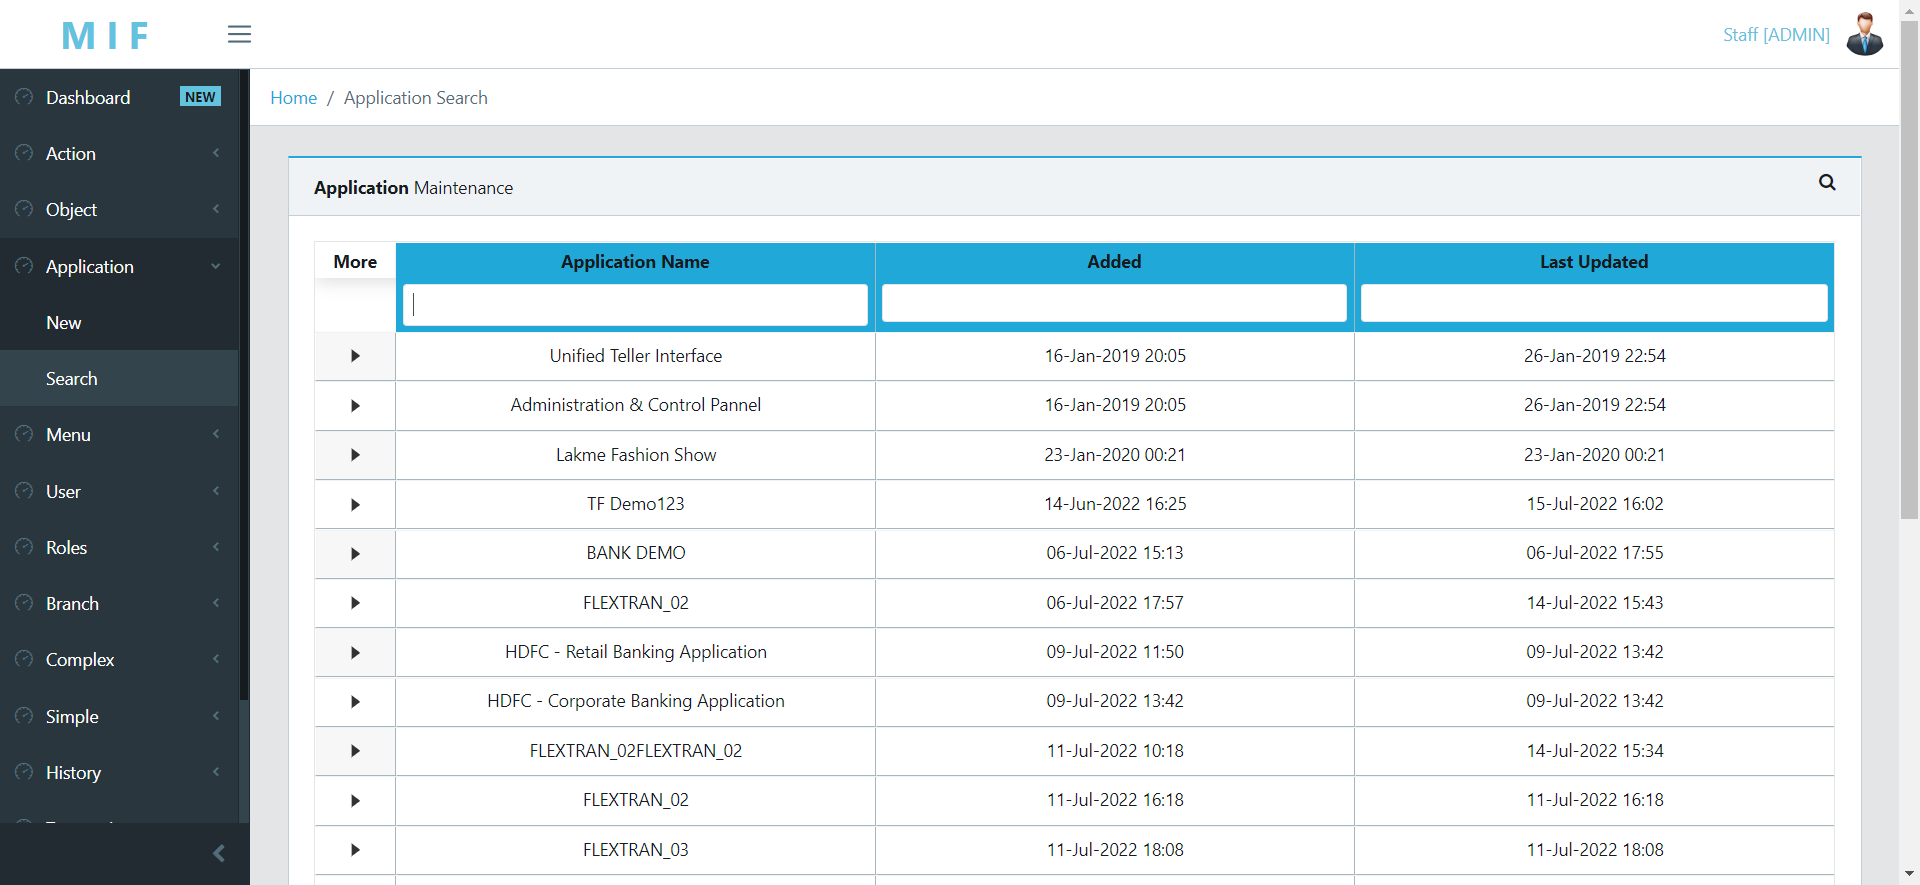 MIF
Staff [ADMIN]
Dashboard NEW
Action
Object
Application
New
Search
Menu
User
Roles
Branch
Complex
Simple
History
Home / Application Search
Application Maintenance
More Application Name Added Last Updated
Unified Teller Interface 16-Jan-2019 20:05 26-Jan-2019 22:54
Administration & Control Pannel 16-Jan-2019 20:05 26-Jan-2019 22:54
Lakme Fashion Show 23-Jan-2020 00:21 23-Jan-2020 00:21
TF Demo123 14-Jun-2022 16:25 15-Jul-2022 16:02
BANK DEMO 06-Jul-2022 15:13 06-Jul-2022 17:55
FLEXTRAN_02 06-Jul-2022 17:57 14-Jul-2022 15:43
HDFC - Retail Banking Application 09-Jul-2022 11:50 09-Jul-2022 13:42
HDFC - Corporate Banking Application 09-Jul-2022 13:42 09-Jul-2022 13:42
FLEXTRAN_02FLEXTRAN_02 11-Jul-2022 10:18 14-Jul-2022 15:34
FLEXTRAN_02 11-Jul-2022 16:18 11-Jul-2022 16:18
FLEXTRAN_03 11-Jul-2022 18:08 11-Jul-2022 18:08